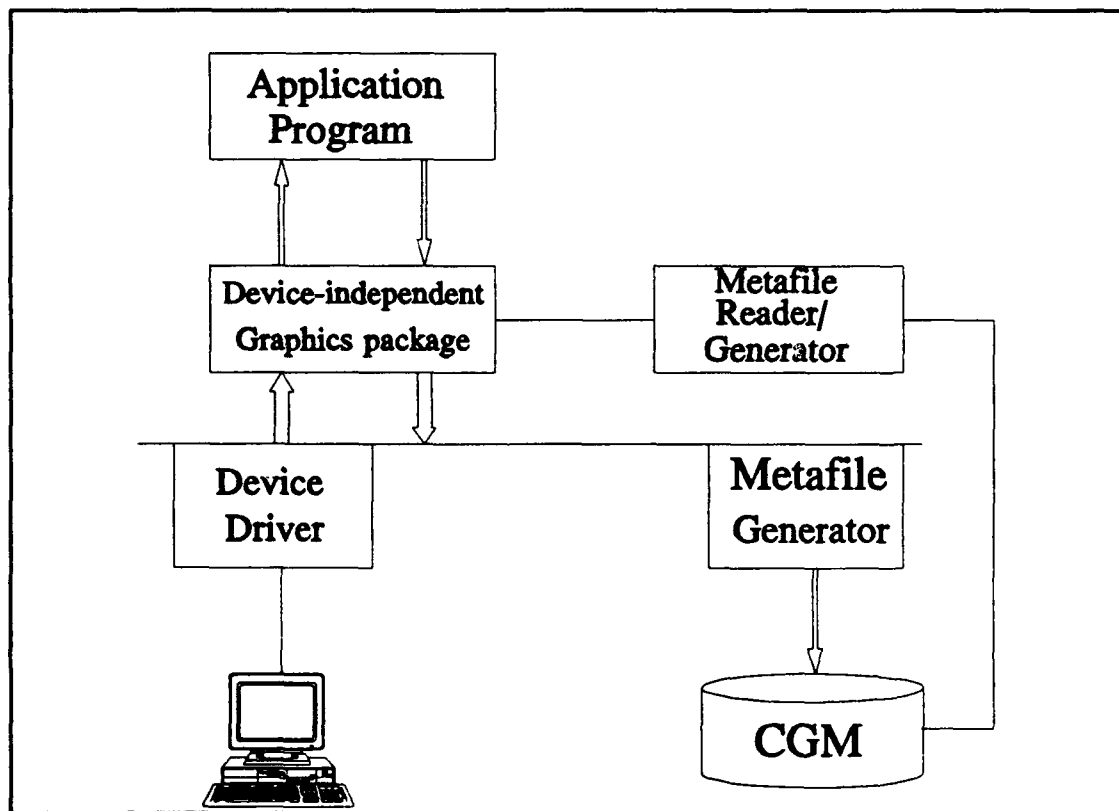 Application
Program
Device-independent
Graphics package
Metafile
Reader/
Generator
Device
Driver
Metafile
Generator
CGM